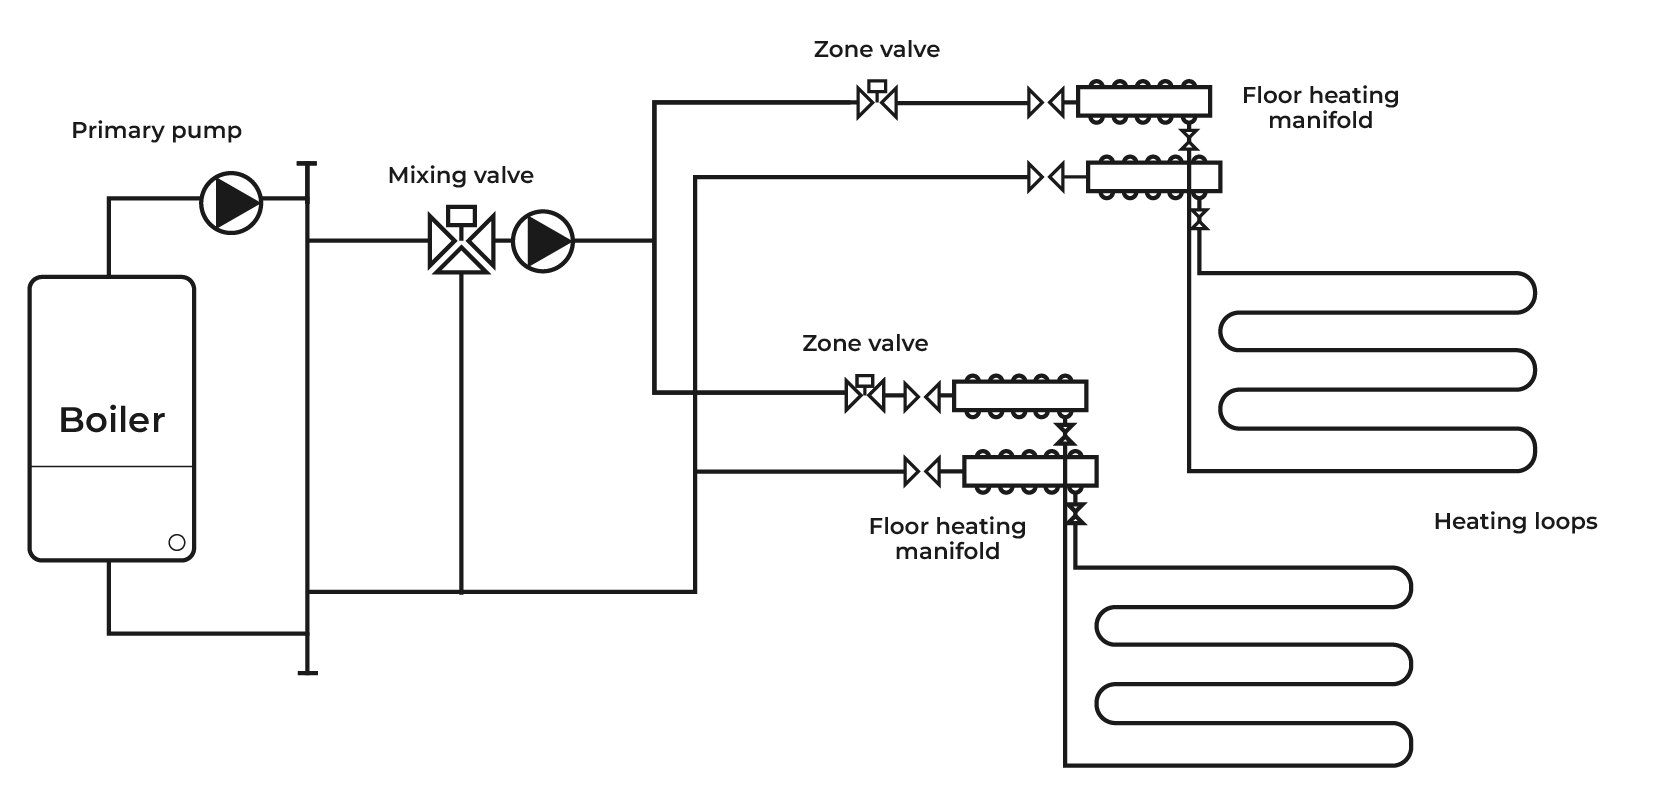 Zone valve
Floor heating
manifold
Primary pump
Mixing valve
Zone valve
Boiler
Floor heating
manifold
Heating loops